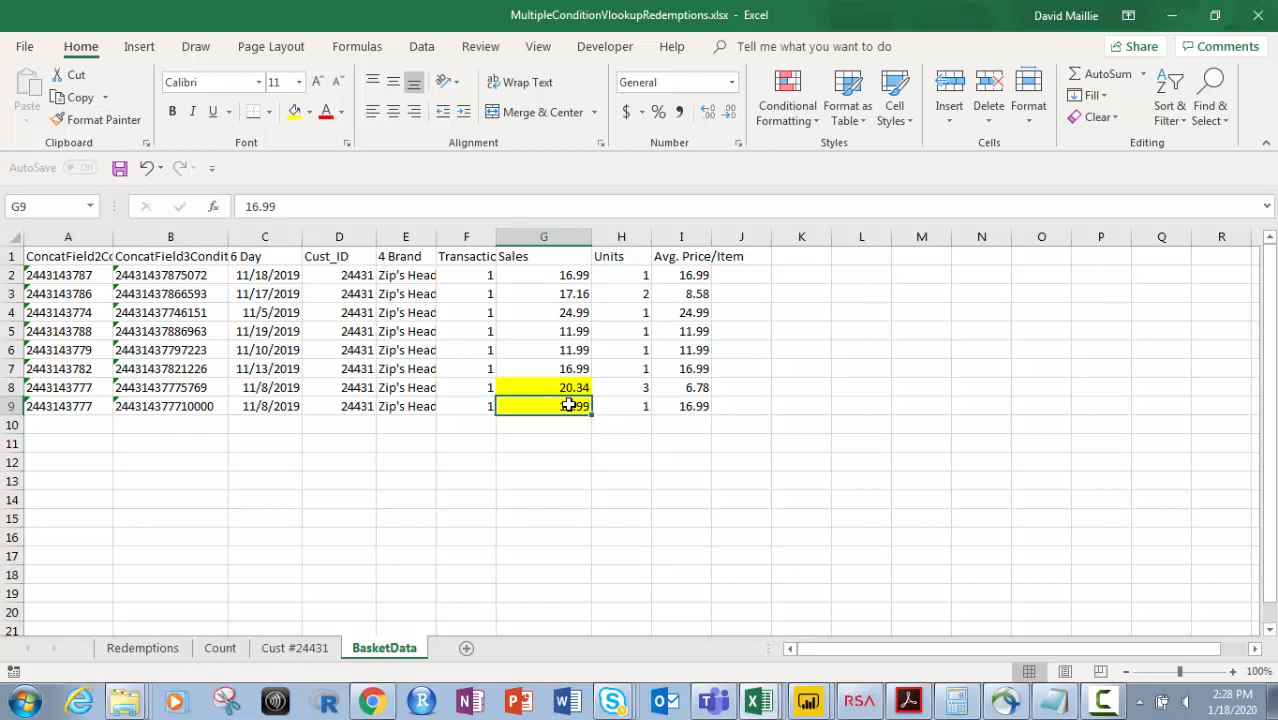 MultipleConditionVlookupRedemptions.xlsx - Excel
David Maillie
File Home Insert Draw Page Layout Formulas Data Review View Developer Help Tell me what you want to do Share Comments
Paste Cut Copy Format Painter Clipboard
Calibri 11 B I U A Font
Wrap Text Merge & Center Alignment
General $ % , Number
Conditional Formatting Format as Table Cell Styles Styles
Insert Delete Format Cells
AutoSum Fill Clear Sort & Filter Find & Select Editing
AutoSave Off
G9 fx 16.99
A B C D E F G H I J K L M N O P Q R
1 ConcatField2Co ConcatField3Condit 6 Day Cust_ID 4 Brand Transactic Sales Units Avg. Price/Item
2 2443143787 24431437875072 11/18/2019 24431 Zip's Head 1 16.99 1 16.99
3 2443143786 24431437866593 11/17/2019 24431 Zip's Head 1 17.16 2 8.58
4 2443143774 24431437746151 11/5/2019 24431 Zip's Head 1 24.99 1 24.99
5 2443143788 24431437886963 11/19/2019 24431 Zip's Head 1 11.99 1 11.99
6 2443143779 24431437797223 11/10/2019 24431 Zip's Head 1 11.99 1 11.99
7 2443143782 24431437821226 11/13/2019 24431 Zip's Head 1 16.99 1 16.99
8 2443143777 24431437775769 11/8/2019 24431 Zip's Head 1 20.34 3 6.78
9 2443143777 244314377710000 11/8/2019 24431 Zip's Head 1 1 16.99
10
11
12
13
14
15
16
17
18
19
20
21
Redemptions Count Cust #24431 BasketData
100%
RSA
2:28 PM
1/18/2020